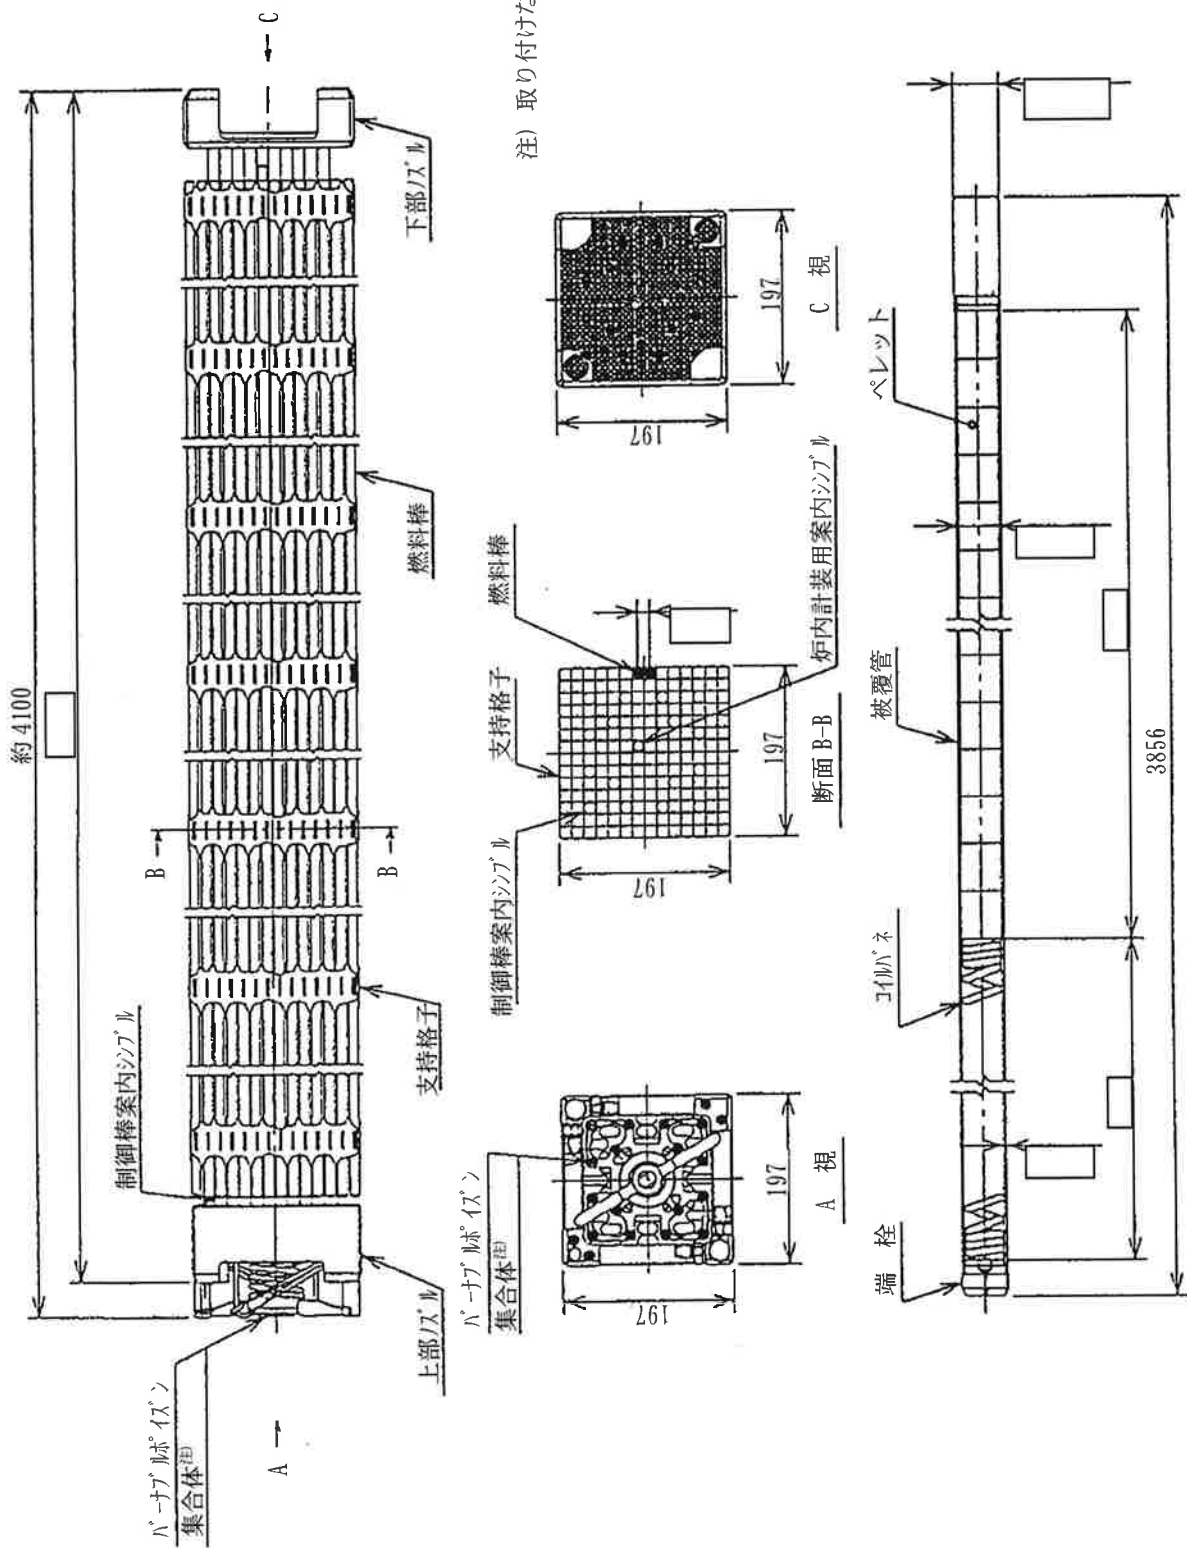 約 4100
B
B
A
C
バーナブルポイズン
集合体注)
上部ノズル
制御棒案内シンブル
支持格子
燃料棒
下部ノズル
バーナブルポイズン
集合体注)
197
197
A 視
制御棒案内シンブル
支持格子
燃料棒
炉内計装用案内シンブル
197
197
断面 B-B
197
197
C 視
注) 取り付けな
端 栓
コイルバネ
被覆管
ペレット
3856